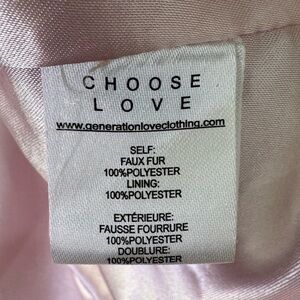 CHOOSE
LOVE
www.generationloveclothing.com
SELF:
FAUX FUR
100%POLYESTER
LINING:
100%POLYESTER
EXTÉRIEURE:
FAUSSE FOURRURE
100%POLYESTER
DOUBLURE:
100%POLYESTER